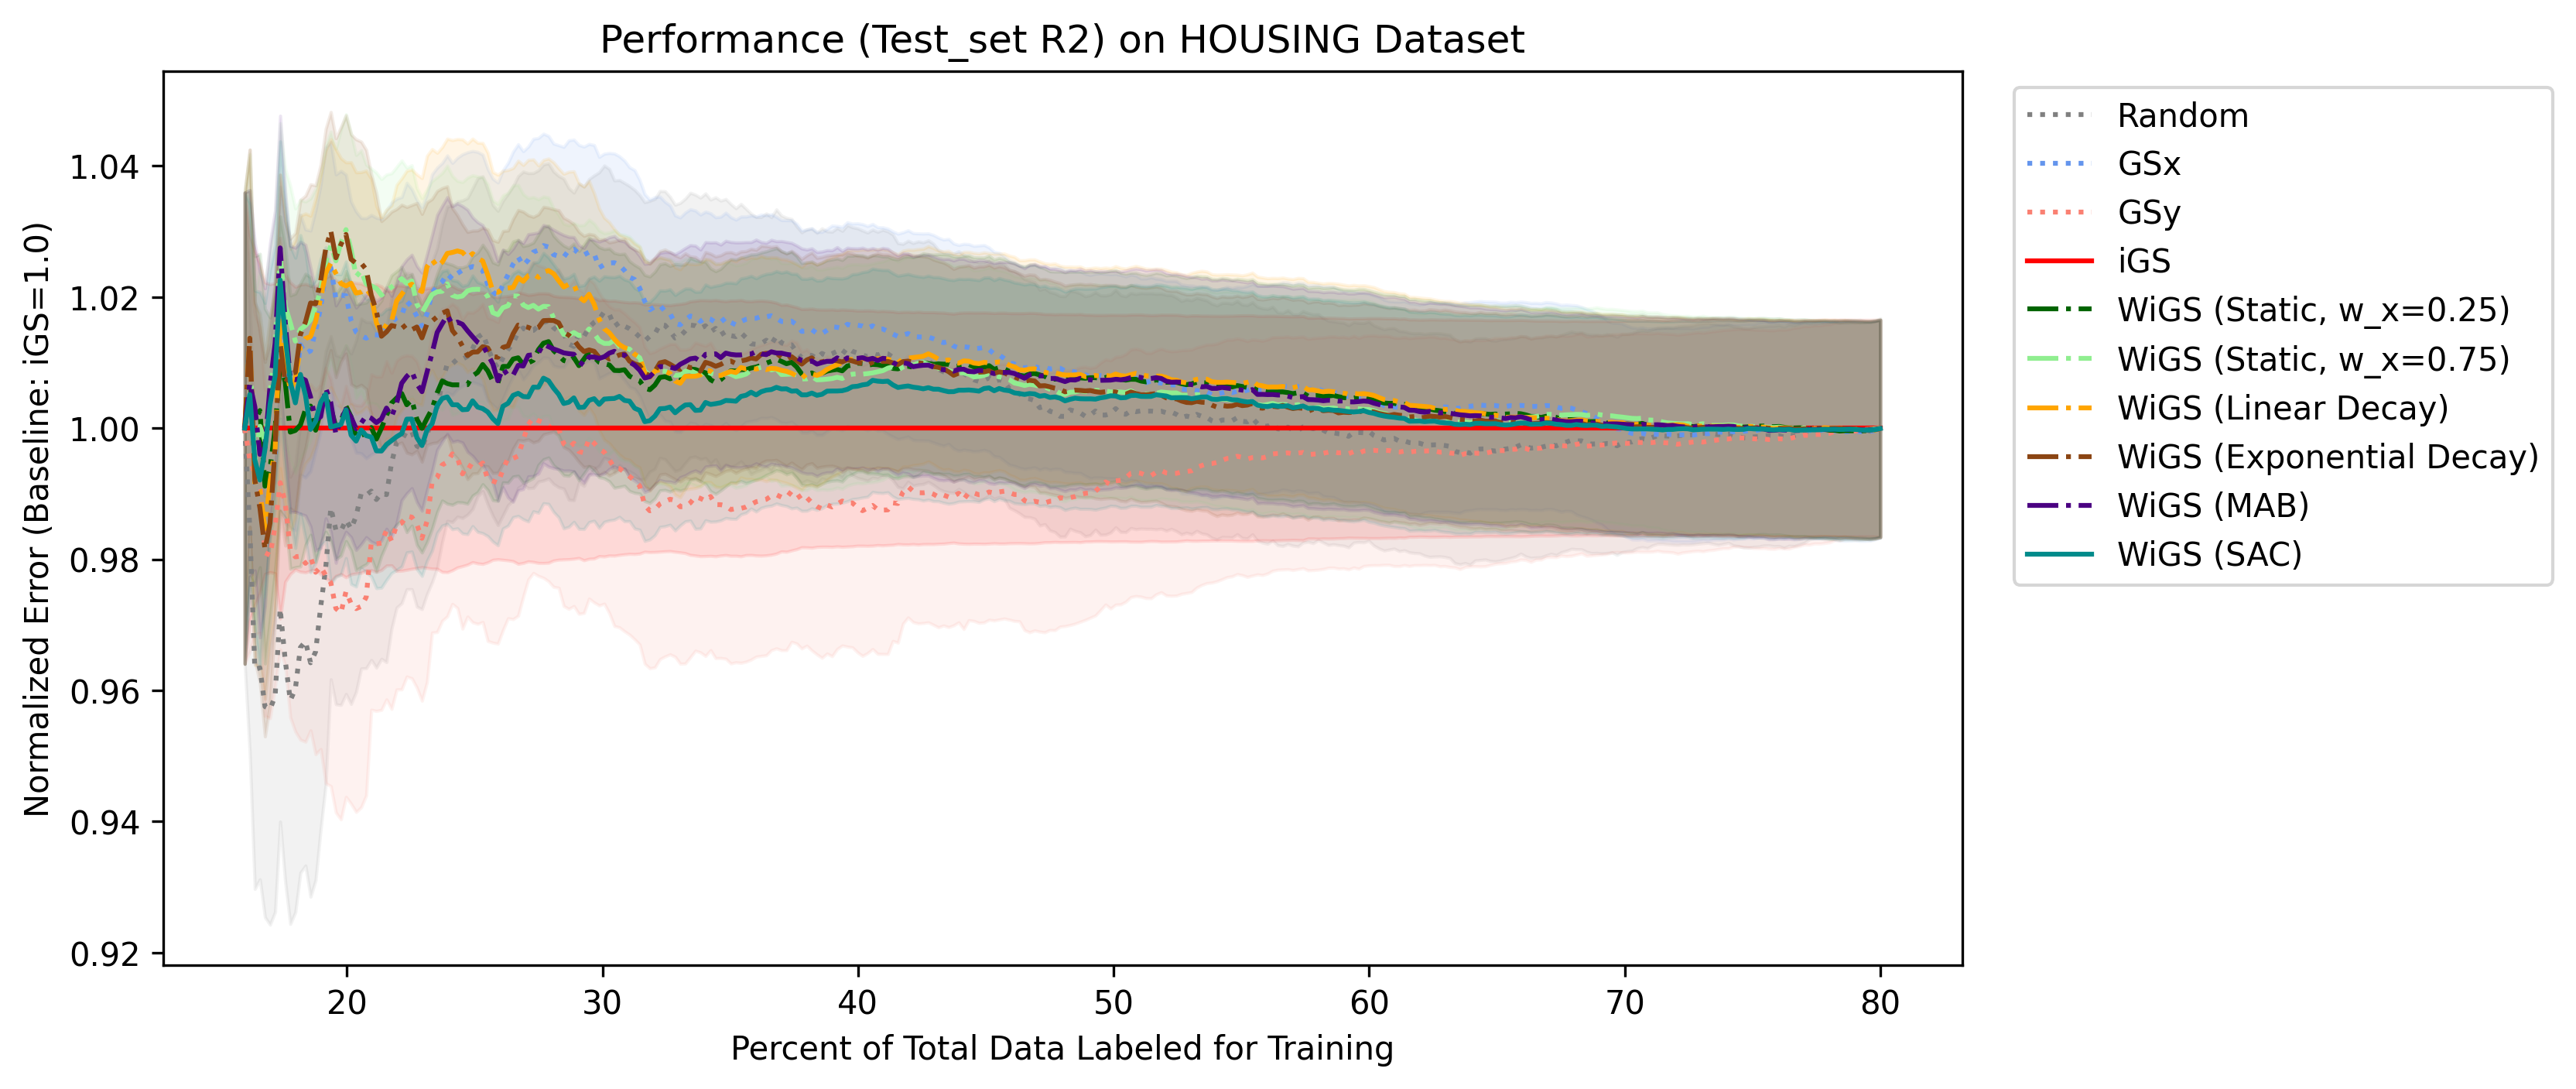 Performance (Test_set R2) on HOUSING Dataset
Normalized Error (Baseline: iGS=1.0)
1.04
1.02
1.00
0.98
0.96
0.94
0.92
20 30 40 50 60 70 80
Percent of Total Data Labeled for Training
Random
GSx
GSy
iGS
WiGS (Static, w_x=0.25)
WiGS (Static, w_x=0.75)
WiGS (Linear Decay)
WiGS (Exponential Decay)
WiGS (MAB)
WiGS (SAC)